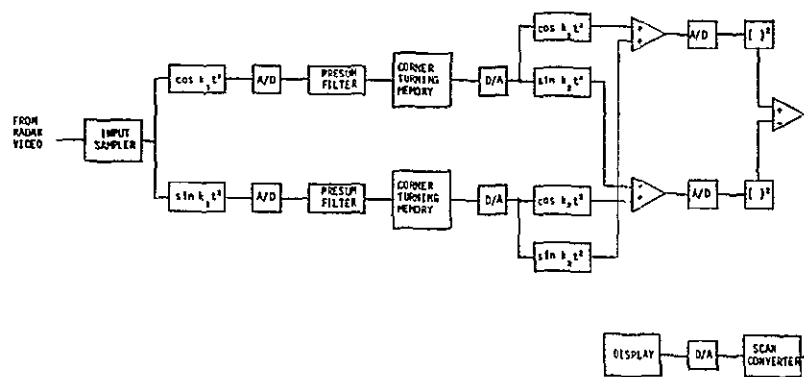 FROM
RADAR
VIDEO
INPUT
SAMPLER
cos k₁t²
A/D
PRESUM
FILTER
CORNER
TURNING
MEMORY
D/A
cos k₂t²
sin k₂t²
+
+
A/D
[ ]²
sin k₁t²
A/D
PRESUM
FILTER
CORNER
TURNING
MEMORY
D/A
cos k₂t²
sin k₂t²
+
A/D
[ ]²
+
−
DISPLAY
D/A
SCAN
CONVERTER